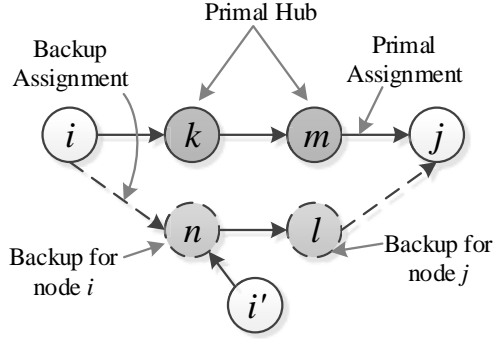 Primal Hub
Backup
Assignment
Primal
Assignment
i
k
m
j
n
l
Backup for
node i
Backup for
node j
i'